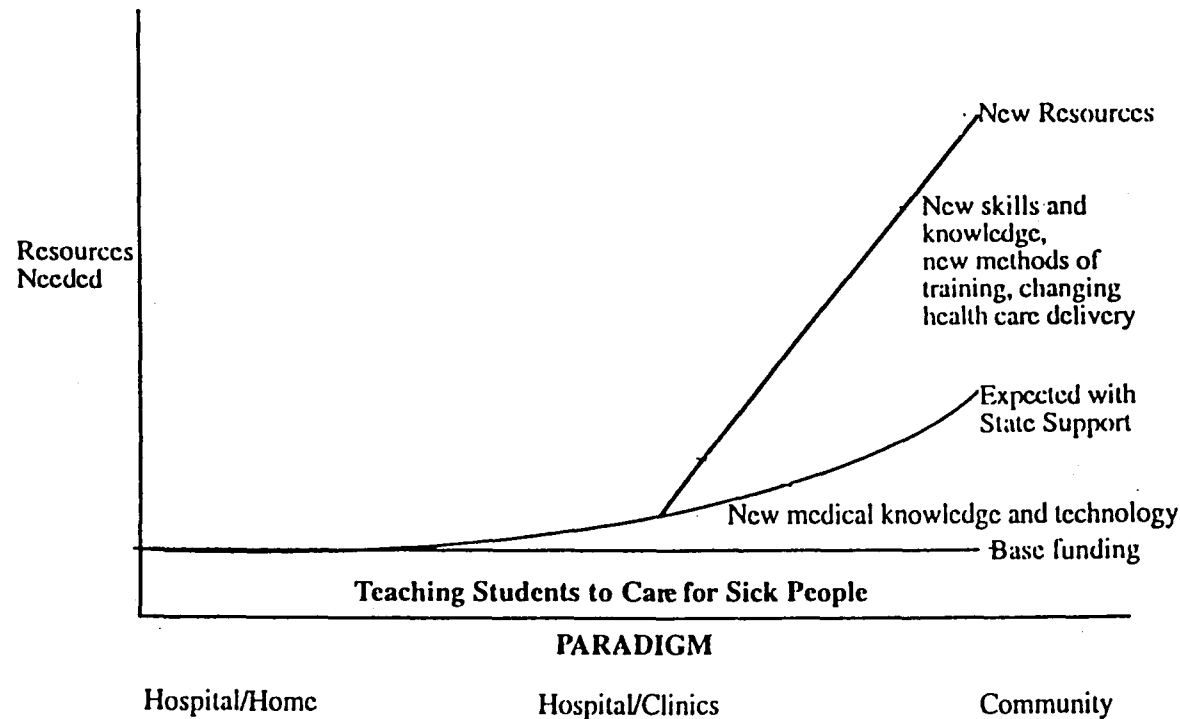 New Resources
New skills and
knowledge,
new methods of
training, changing
health care delivery
Resources
Needed
Expected with
State Support
New medical knowledge and technology
Base funding
Teaching Students to Care for Sick People
PARADIGM
Hospital/Home
Hospital/Clinics
Community